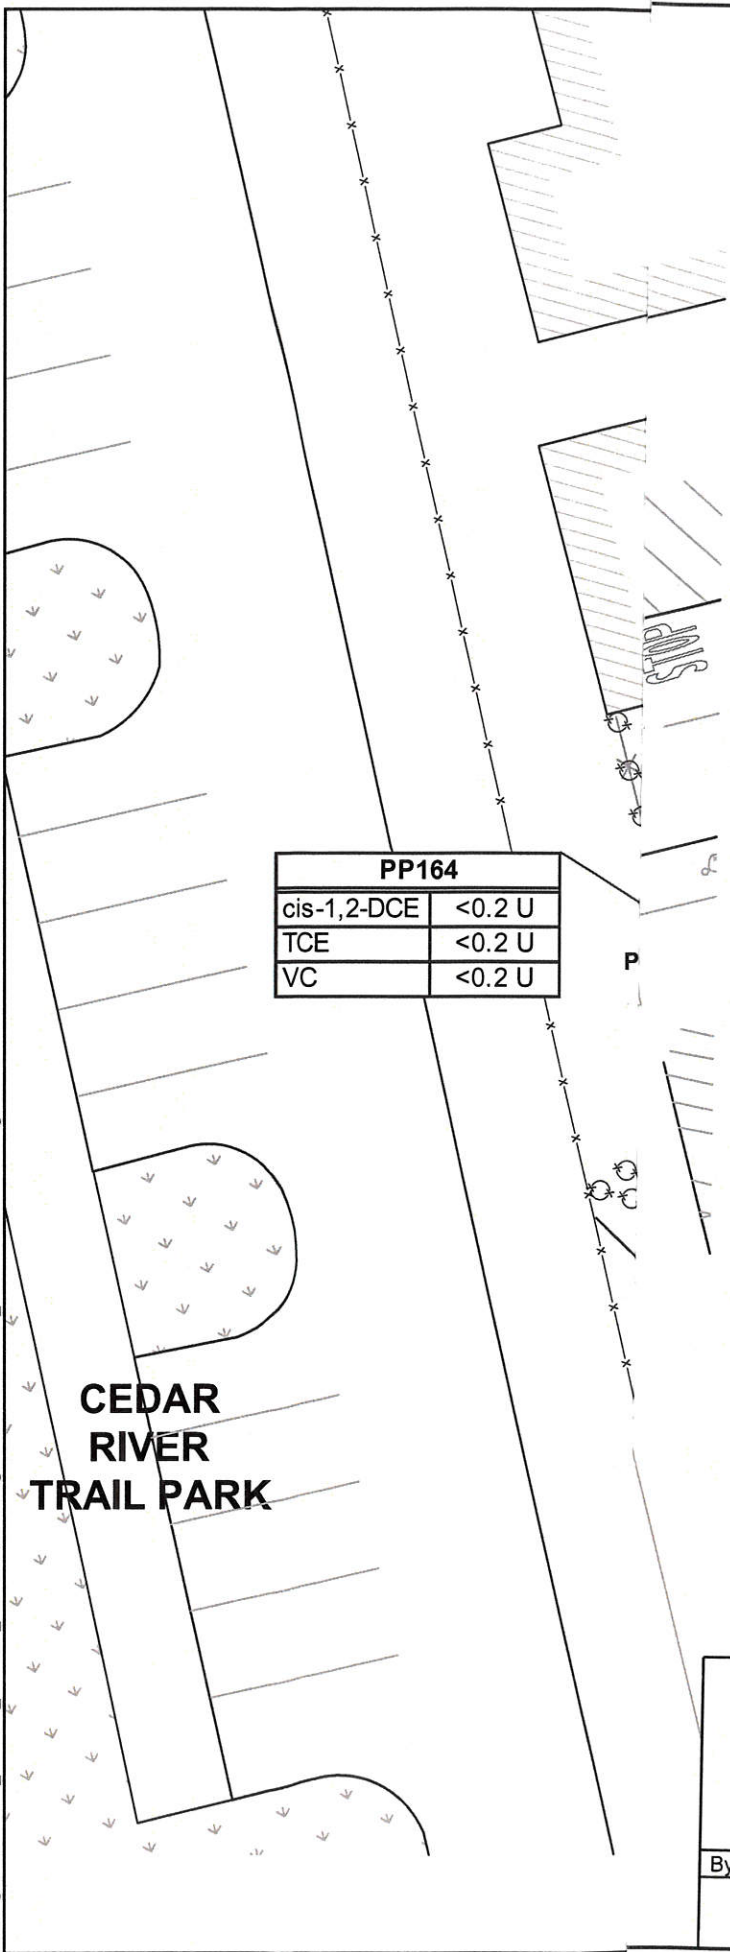 STOP
PP164
cis-1,2-DCE <0.2 U
TCE <0.2 U
VC <0.2 U
P
CEDAR
RIVER
TRAIL PARK
By